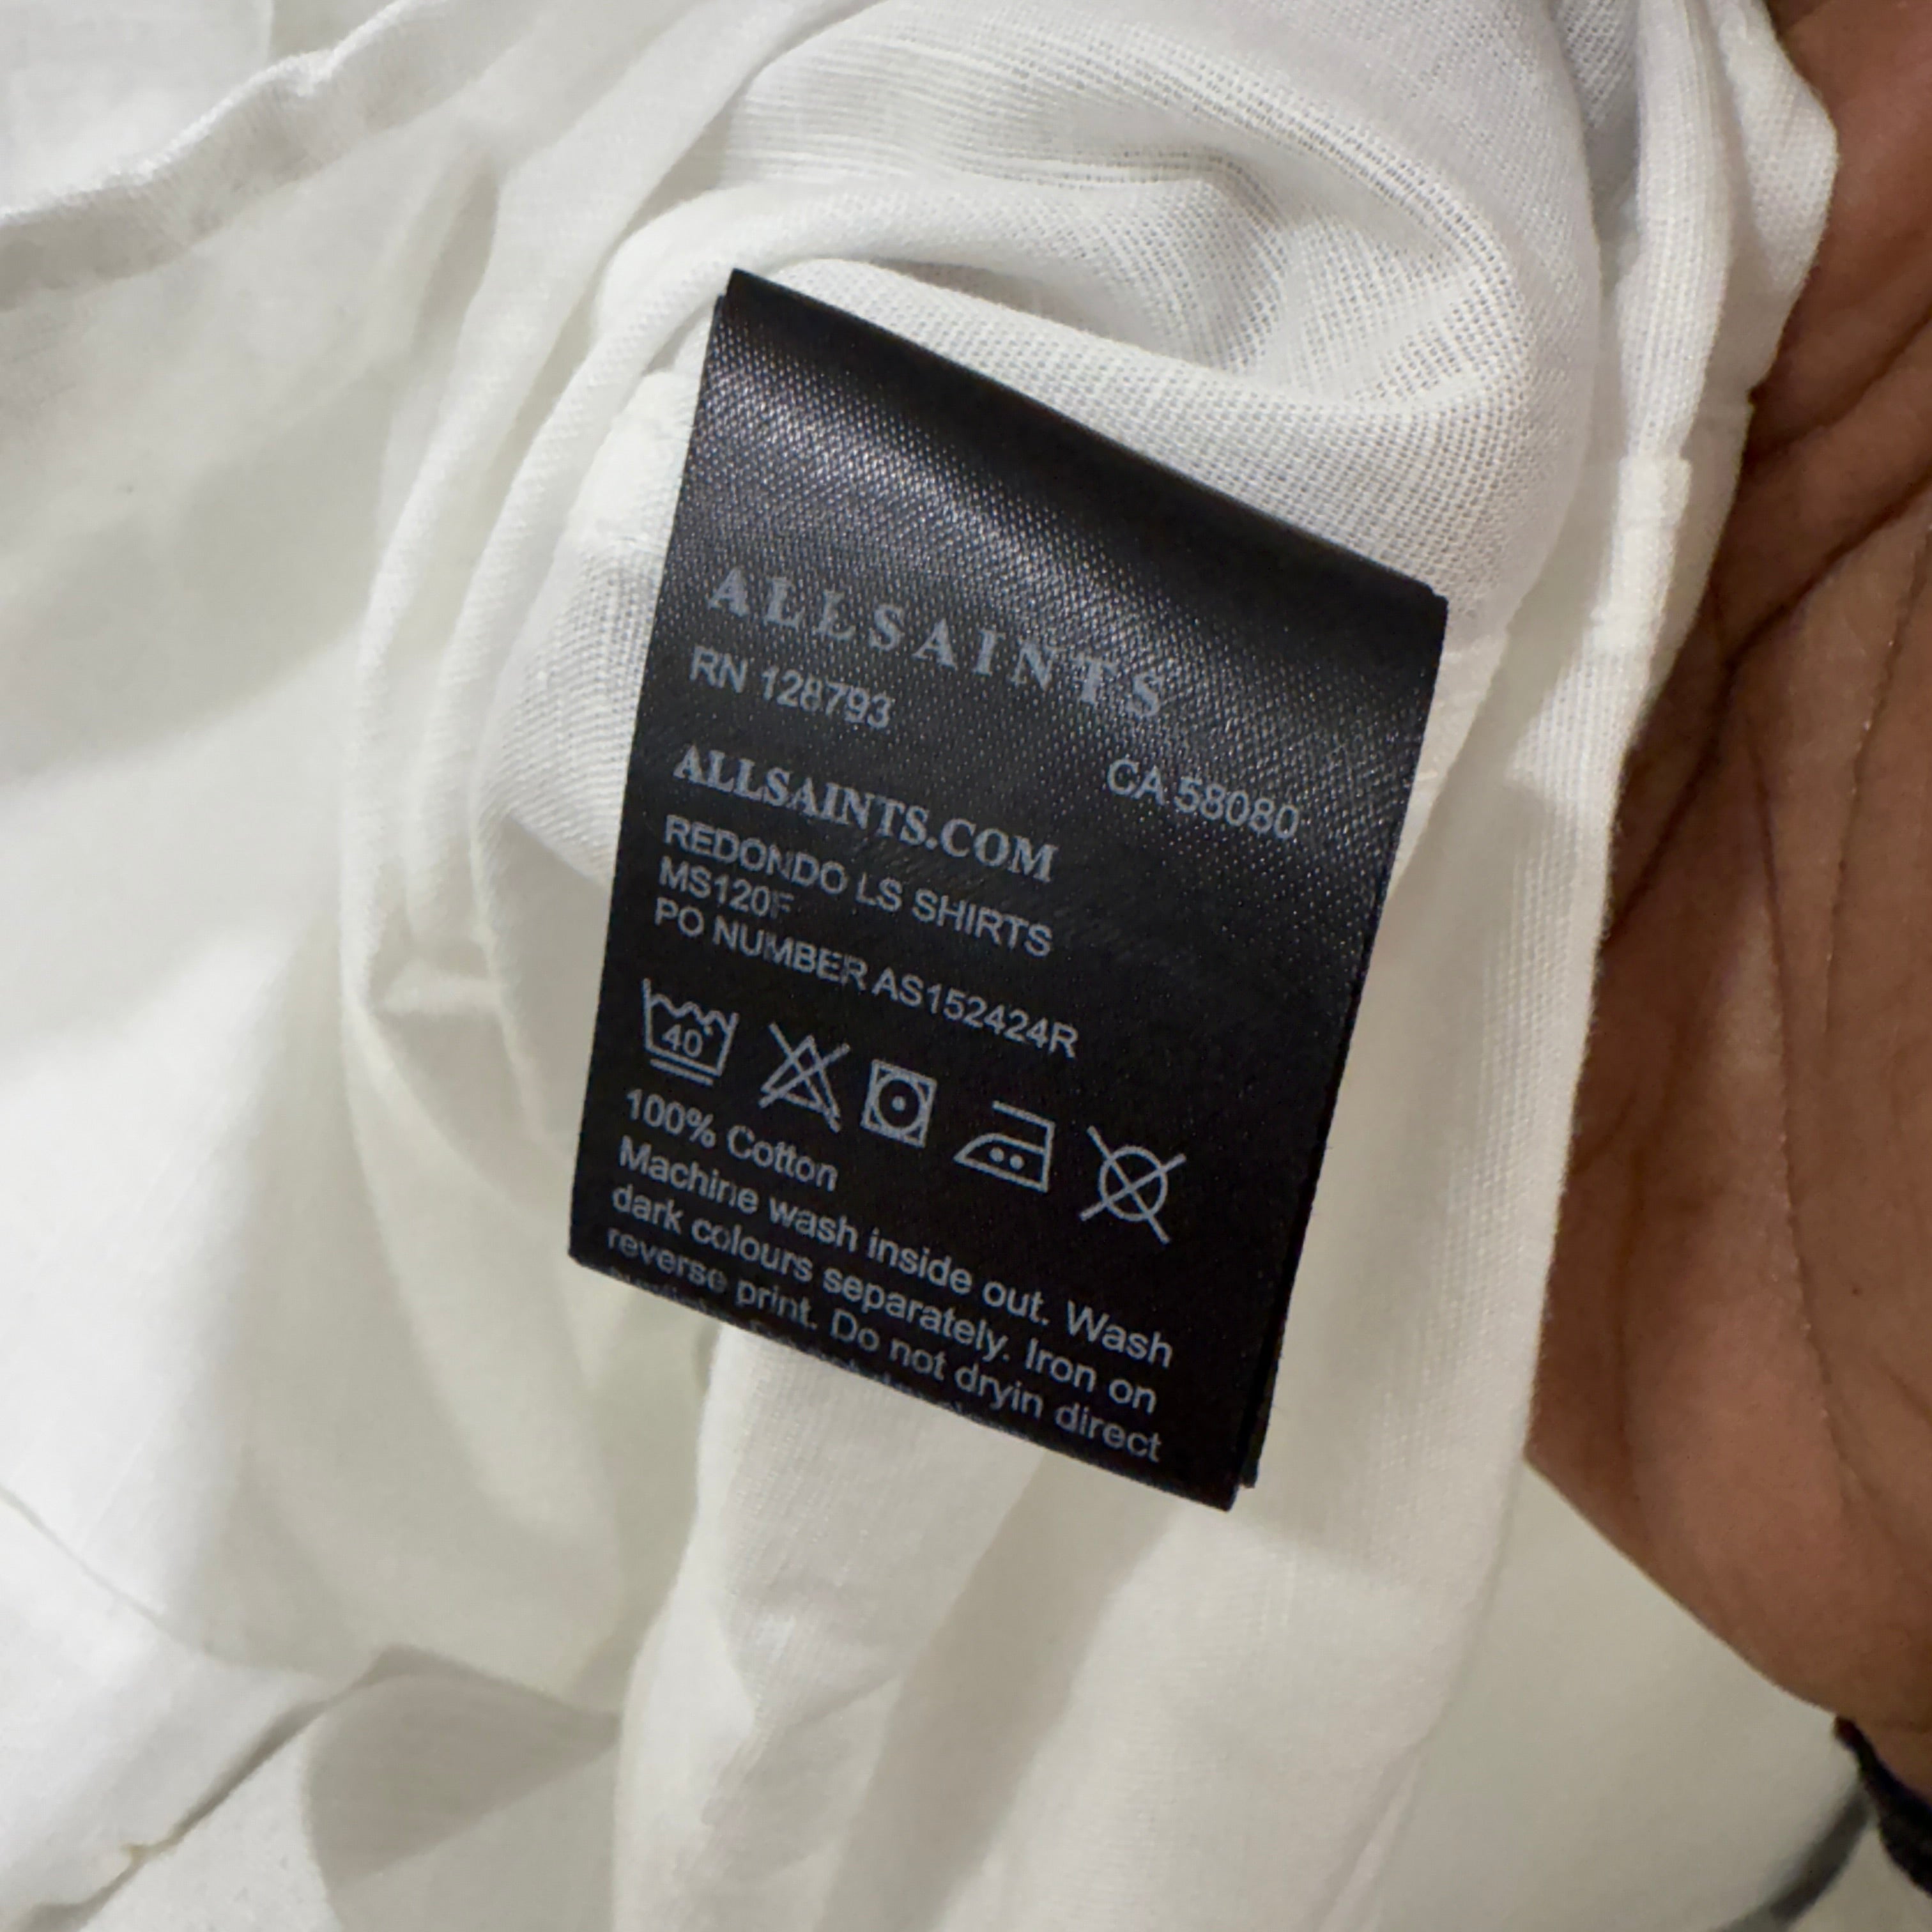 ALLSAINTS
RN 128793
CA 58080
ALLSAINTS.COM
REDONDO LS SHIRTS
MS120F
PO NUMBER AS152424R
40°
100% Cotton
Machine wash inside out. Wash
dark colours separately. Iron on
reverse print. Do not dryin direct